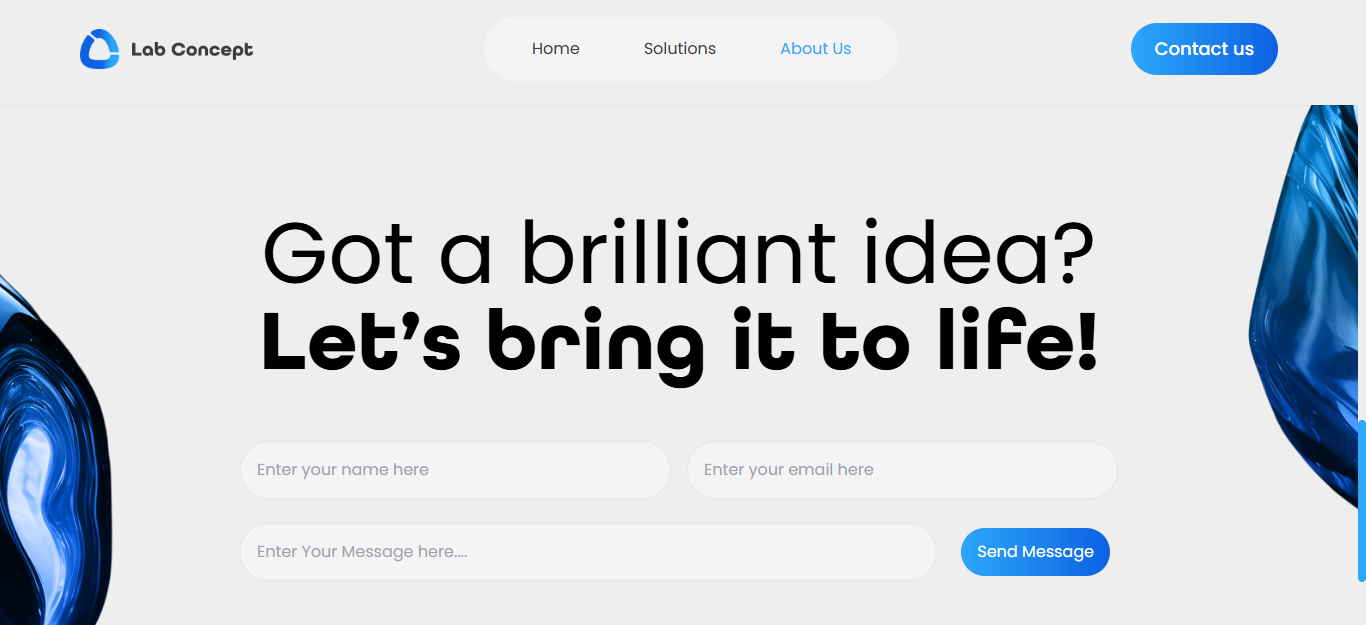 Lab Concept
Home Solutions About Us
Contact us
Got a brilliant idea?
Let’s bring it to life!
Enter your name here
Enter your email here
Enter Your Message here....
Send Message